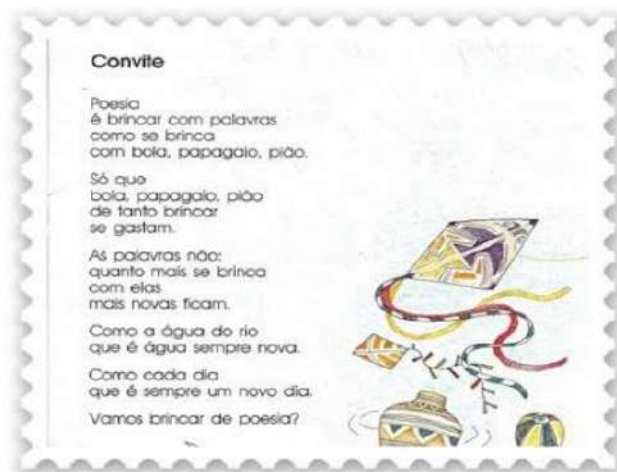 Convite
Poesia
é brincar com palavras
como se brinca
com bola, papagaio, pião.
Só que
bola, papagaio, pião
de tanto brincar
se gastam.
As palavras não:
quanto mais se brinca
com elas
mais novas ficam.
Como a água do rio
que é água sempre nova.
Como cada dia
que é sempre um novo dia.
Vamos brincar de poesia?